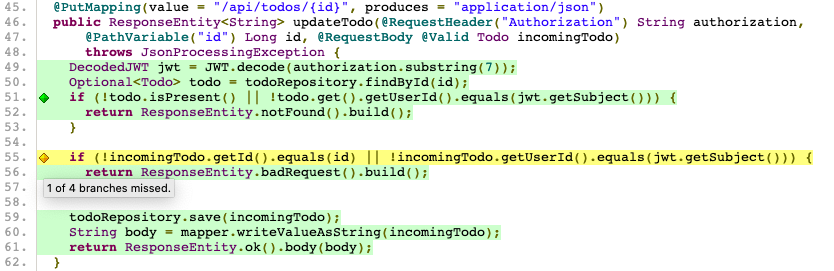 45. @PutMapping(value = "/api/todos/{id}", produces = "application/json")
46. public ResponseEntity<String> updateTodo(@RequestHeader("Authorization") String authorization,
47. @PathVariable("id") Long id, @RequestBody @Valid Todo incomingTodo)
48. throws JsonProcessingException {
49. DecodedJWT jwt = JWT.decode(authorization.substring(7));
50. Optional<Todo> todo = todoRepository.findById(id);
51. if (!todo.isPresent() || !todo.get().getUserId().equals(jwt.getSubject())) {
52. return ResponseEntity.notFound().build();
53. }
54.
55. if (!incomingTodo.getId().equals(id) || !incomingTodo.getUserId().equals(jwt.getSubject())) {
56. return ResponseEntity.badRequest().build();
57. 1 of 4 branches missed.
58.
59. todoRepository.save(incomingTodo);
60. String body = mapper.writeValueAsString(incomingTodo);
61. return ResponseEntity.ok().body(body);
62. }